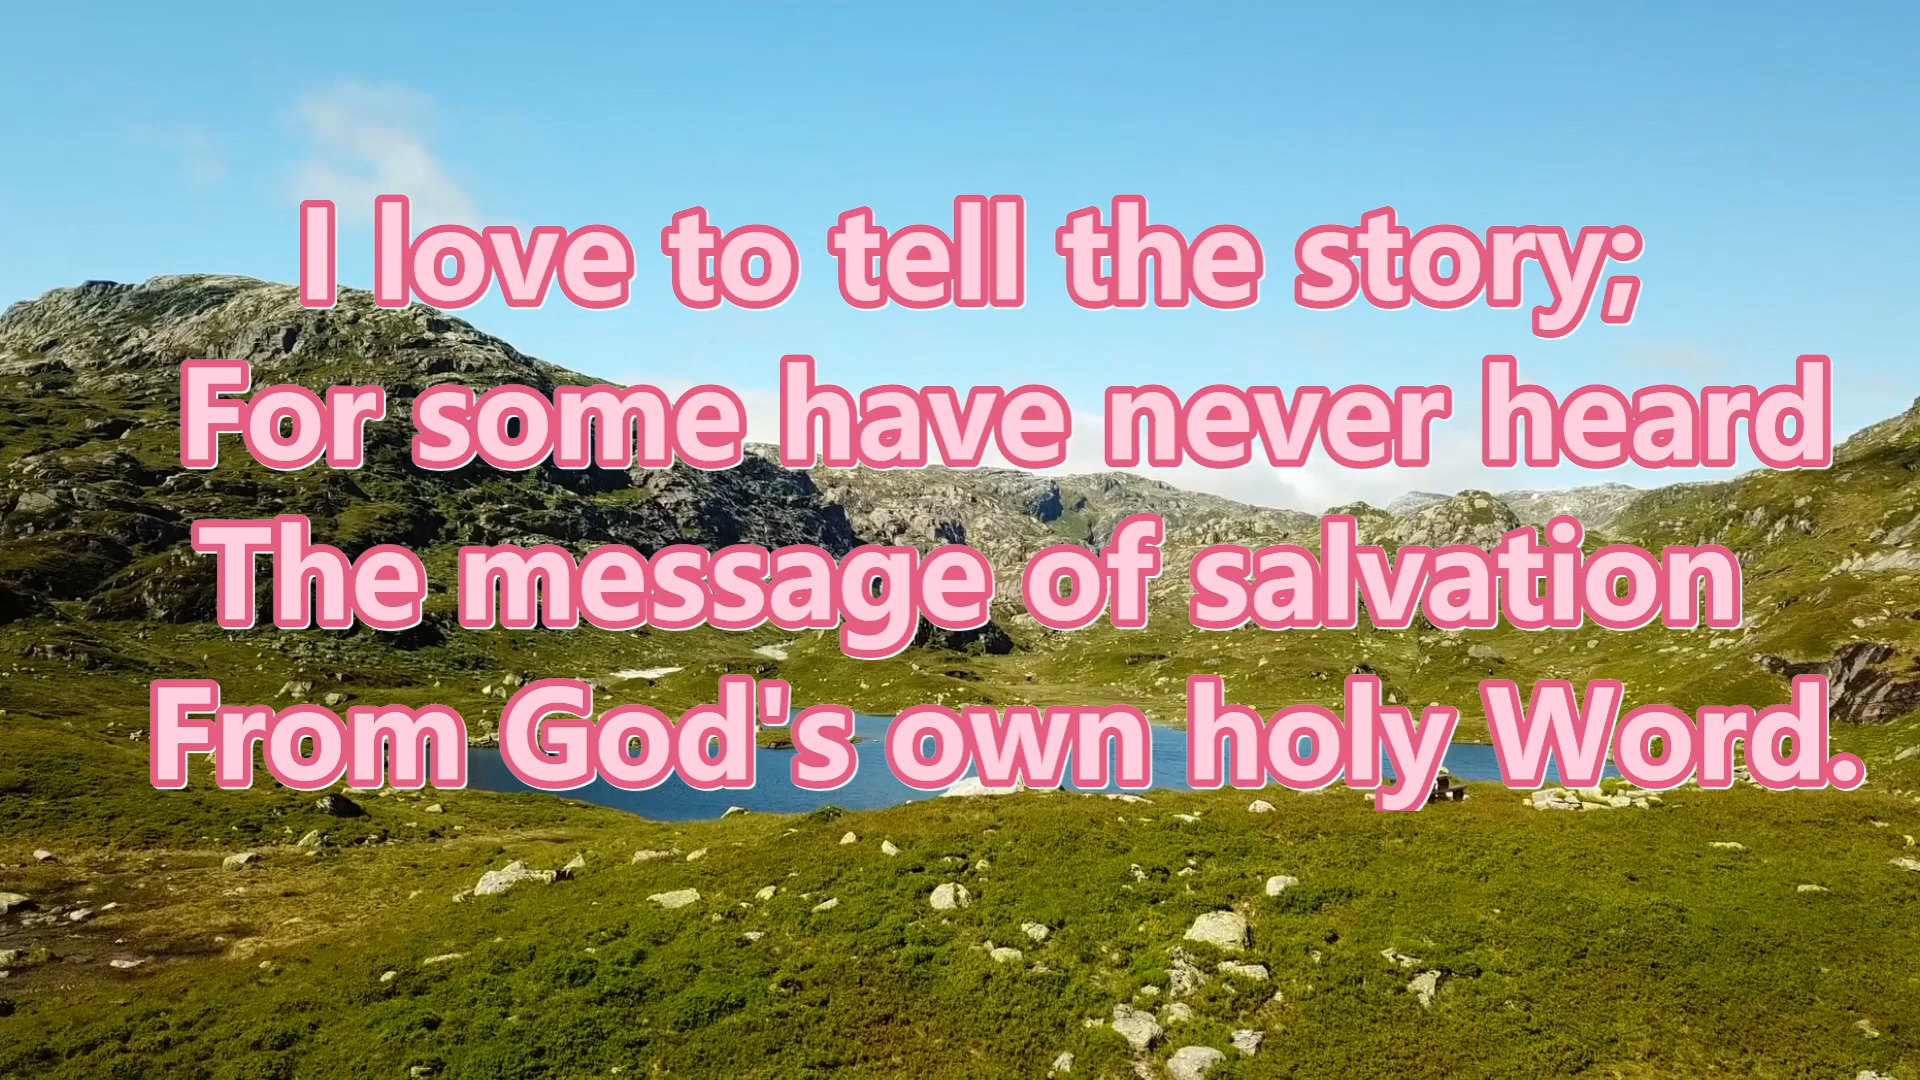 I love to tell the story;
For some have never heard
The message of salvation
From God's own holy Word.